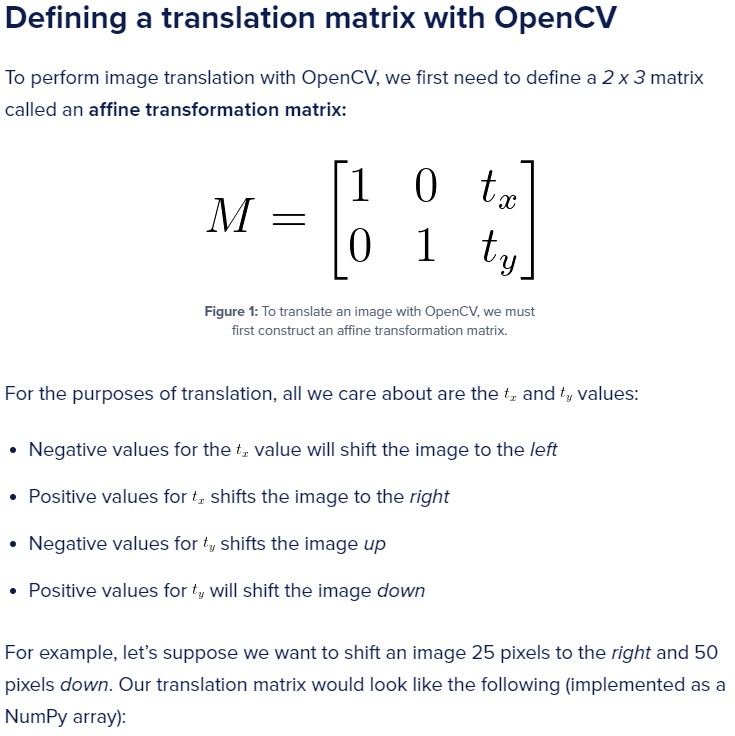 Defining a translation matrix with OpenCV
To perform image translation with OpenCV, we first need to define a 2 x 3 matrix
called an affine transformation matrix:
M = [1 0 t_x
0 1 t_y]
Figure 1: To translate an image with OpenCV, we must
first construct an affine transformation matrix.
For the purposes of translation, all we care about are the t_x and t_y values:
• Negative values for the t_x value will shift the image to the left
• Positive values for t_x shifts the image to the right
• Negative values for t_y shifts the image up
• Positive values for t_y will shift the image down
For example, let’s suppose we want to shift an image 25 pixels to the right and 50
pixels down. Our translation matrix would look like the following (implemented as a
NumPy array):